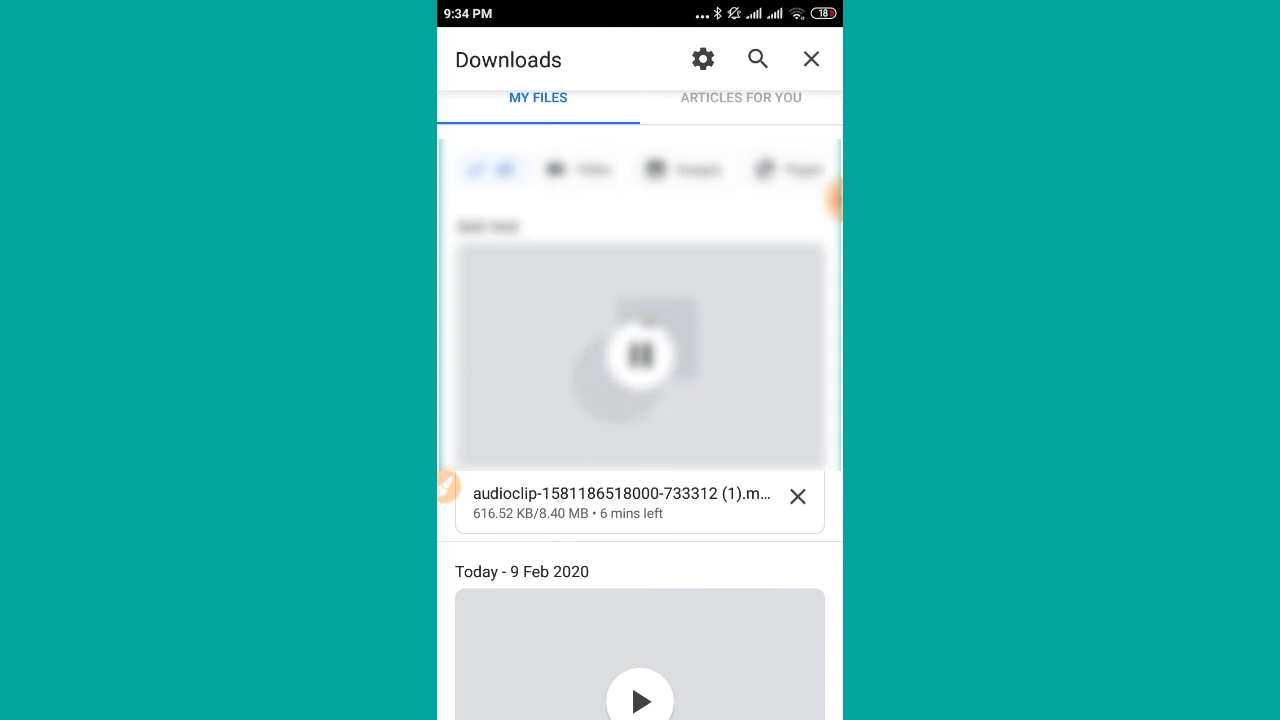 9:34 PM 18
Downloads
MY FILES ARTICLES FOR YOU
audioclip-1581186518000-733312 (1).m...
616.52 KB/8.40 MB • 6 mins left
Today - 9 Feb 2020